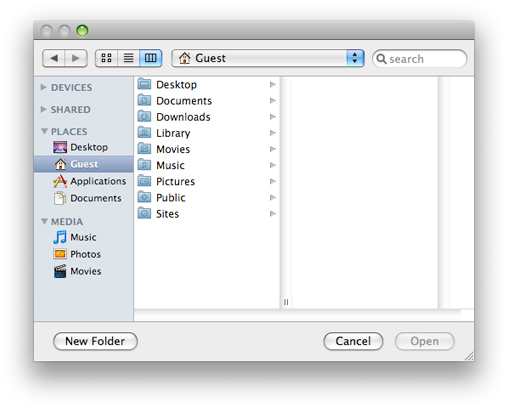 Guest
search
DEVICES
SHARED
PLACES
Desktop
Guest
Applications
Documents
MEDIA
Music
Photos
Movies
Desktop
Documents
Downloads
Library
Movies
Music
Pictures
Public
Sites
New Folder
Cancel
Open